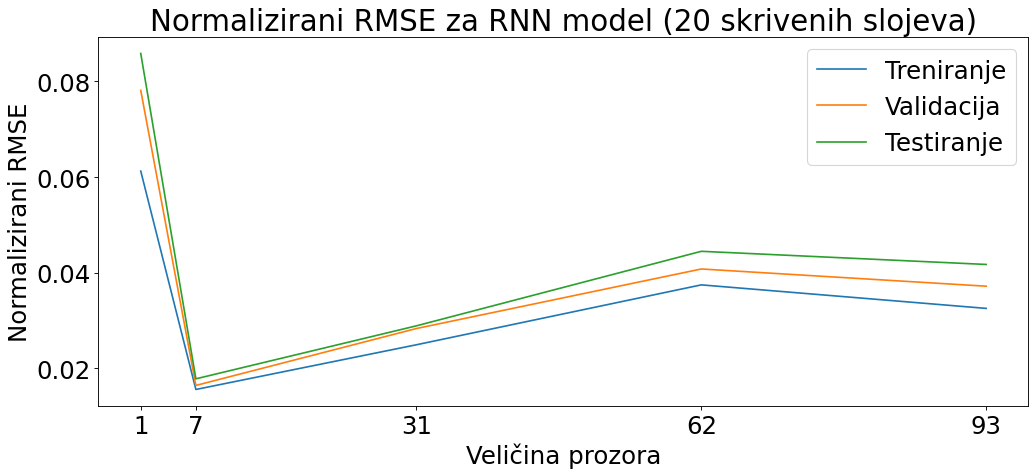 Normalizirani RMSE za RNN model (20 skrivenih slojeva)
Normalizirani RMSE
0.08
0.06
0.04
0.02
Treniranje
Validacija
Testiranje
1 7 31 62 93
Veličina prozora